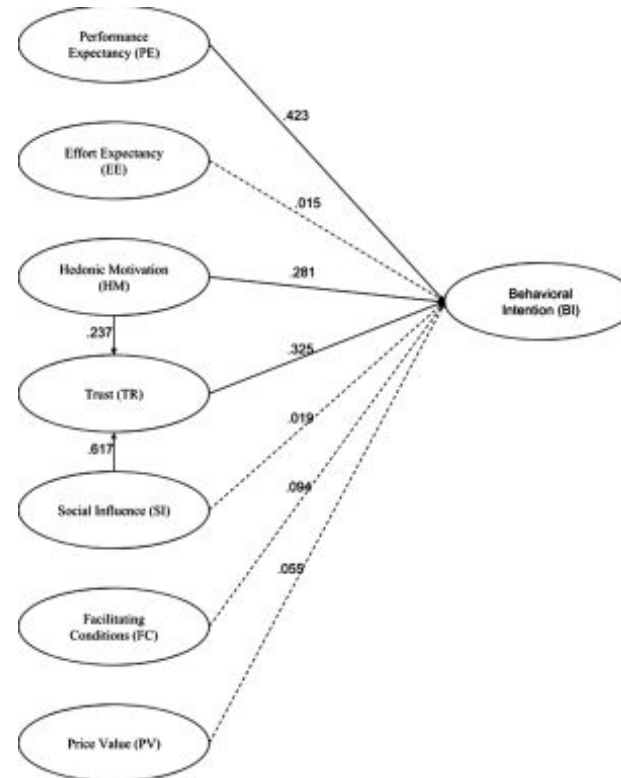 Performance
Expectancy (PE)
.423
Effort Expectancy
(EE)
.015
Hedonic Motivation
(HM)
.281
Behavioral
Intention (BI)
.237
.325
Trust (TR)
.019
.617
Social Influence (SI)
.094
.055
Facilitating
Conditions (FC)
Price Value (PV)